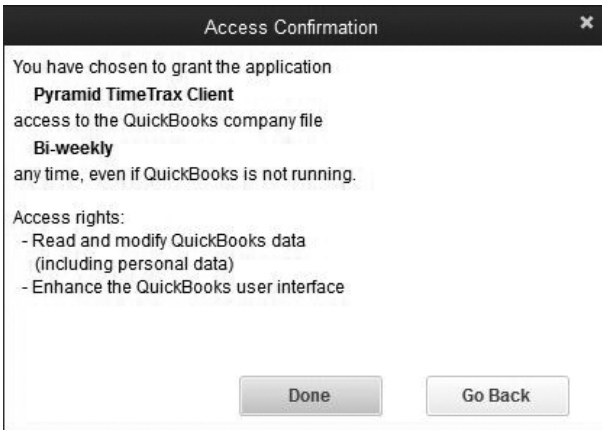 Access Confirmation
You have chosen to grant the application
Pyramid TimeTrax Client
access to the QuickBooks company file
Bi-weekly
any time, even if QuickBooks is not running.
Access rights:
- Read and modify QuickBooks data
(including personal data)
- Enhance the QuickBooks user interface
Done
Go Back